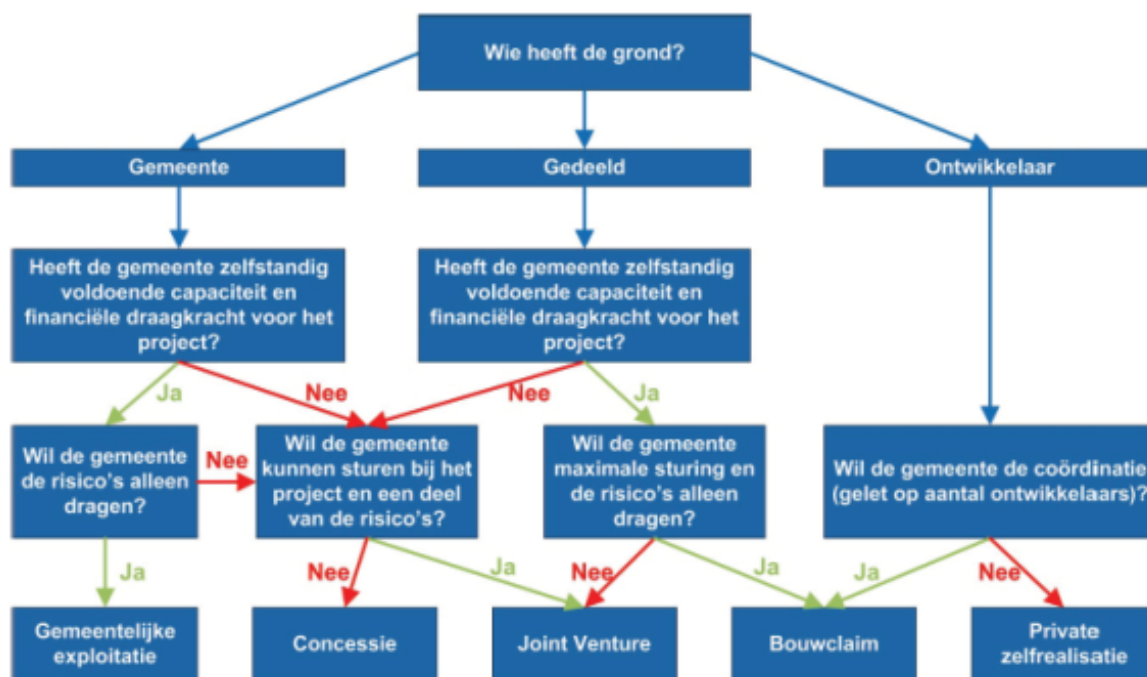 Wie heeft de grond?
Gemeente
Gedeeld
Ontwikkelaar
Heeft de gemeente zelfstandig
voldoende capaciteit en
financiële draagkracht voor het
project?
Heeft de gemeente zelfstandig
voldoende capaciteit en
financiële draagkracht voor het
project?
Ja
Nee
Nee
Ja
Wil de gemeente
de risico's alleen
dragen?
Nee
Wil de gemeente
kunnen sturen bij het
project en een deel
van de risico's?
Wil de gemeente
maximale sturing en
de risico's alleen
dragen?
Wil de gemeente de coördinatie
(gelet op aantal ontwikkelaars)?
Ja
Nee
Ja
Nee
Ja
Ja
Nee
Gemeentelijke
exploitatie
Concessie
Joint Venture
Bouwclaim
Private
zelfrealisatie